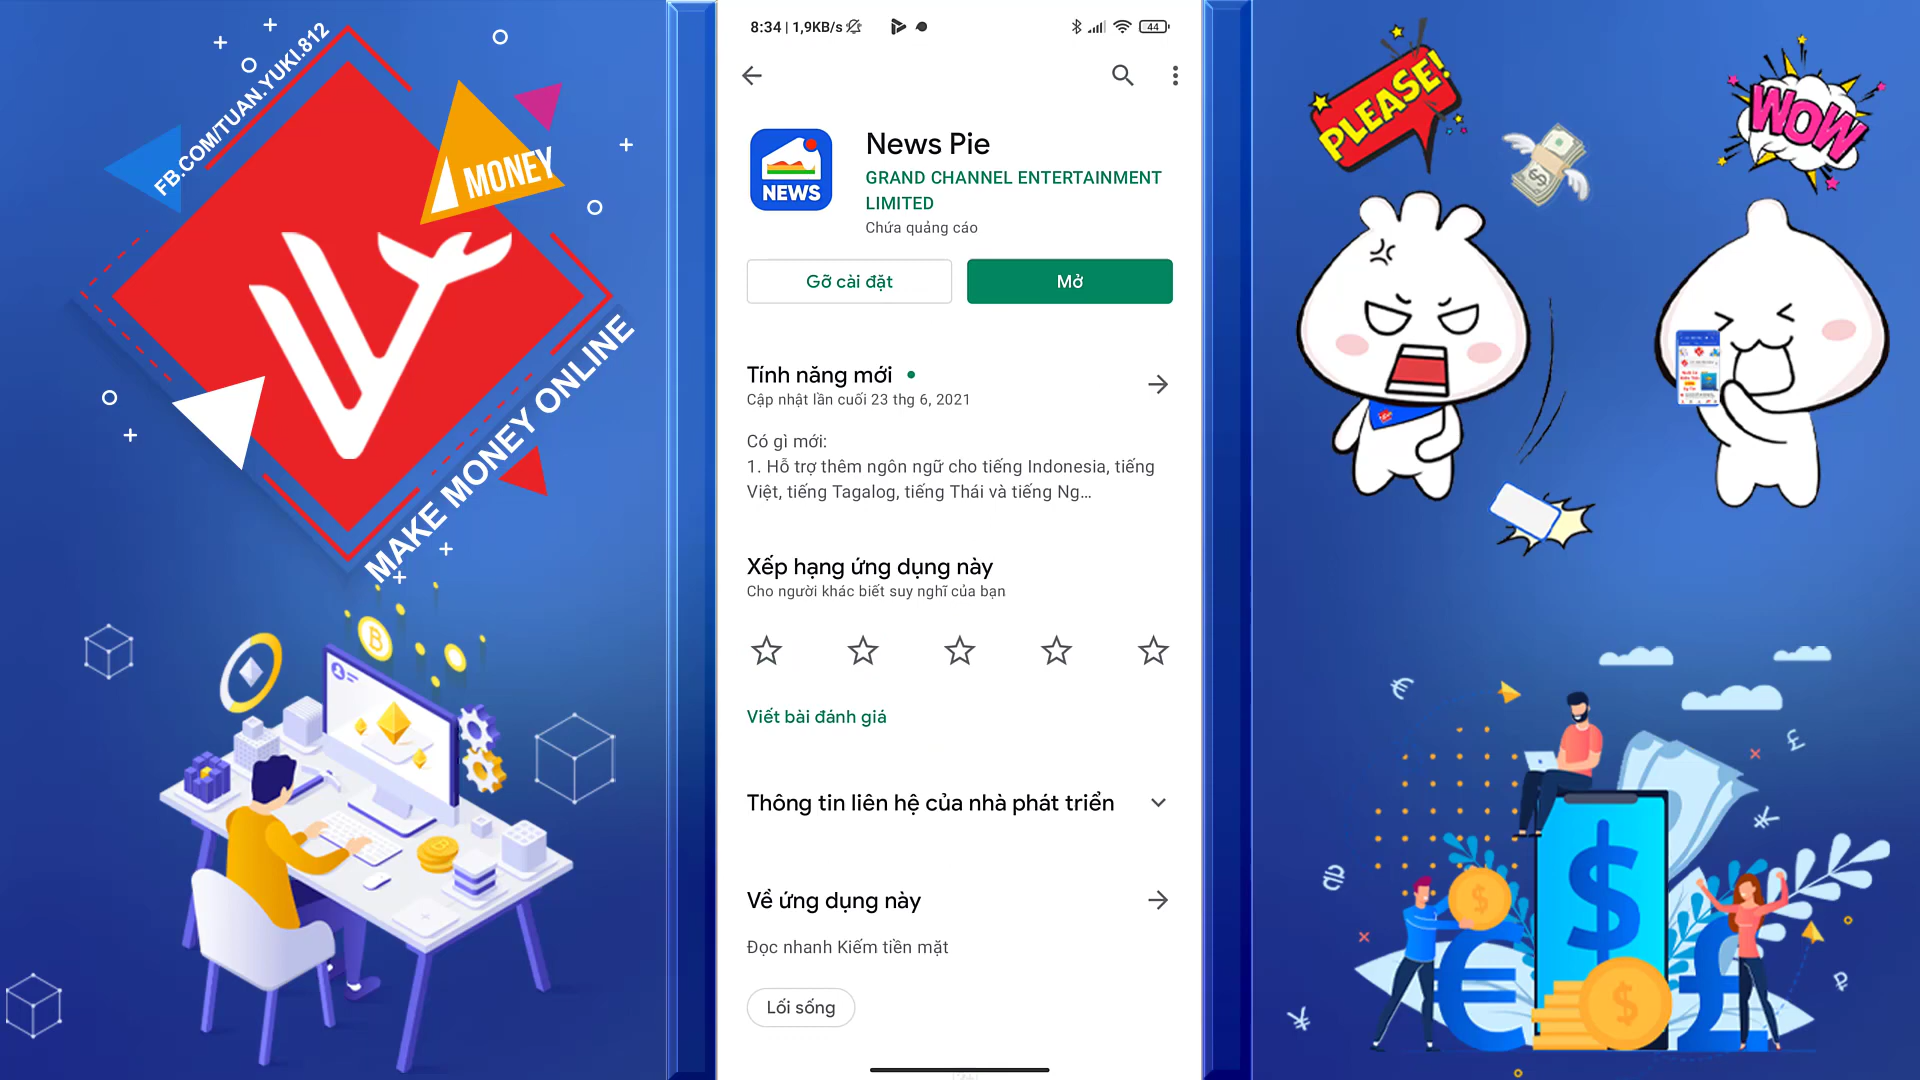 FB.COM/TUAN.YUKI.812
MONEY
MAKE MONEY ONLINE
8:34 | 1,9KB/s
44
News Pie
NEWS
GRAND CHANNEL ENTERTAINMENT
LIMITED
Chứa quảng cáo
Gỡ cài đặt
Mở
Tính năng mới
Cập nhật lần cuối 23 thg 6, 2021
Có gì mới:
1. Hỗ trợ thêm ngôn ngữ cho tiếng Indonesia, tiếng
Việt, tiếng Tagalog, tiếng Thái và tiếng Ng...
Xếp hạng ứng dụng này
Cho người khác biết suy nghĩ của bạn
Viết bài đánh giá
Thông tin liên hệ của nhà phát triển
Về ứng dụng này
Đọc nhanh Kiếm tiền mặt
Lối sống
PLEASE!
WOW